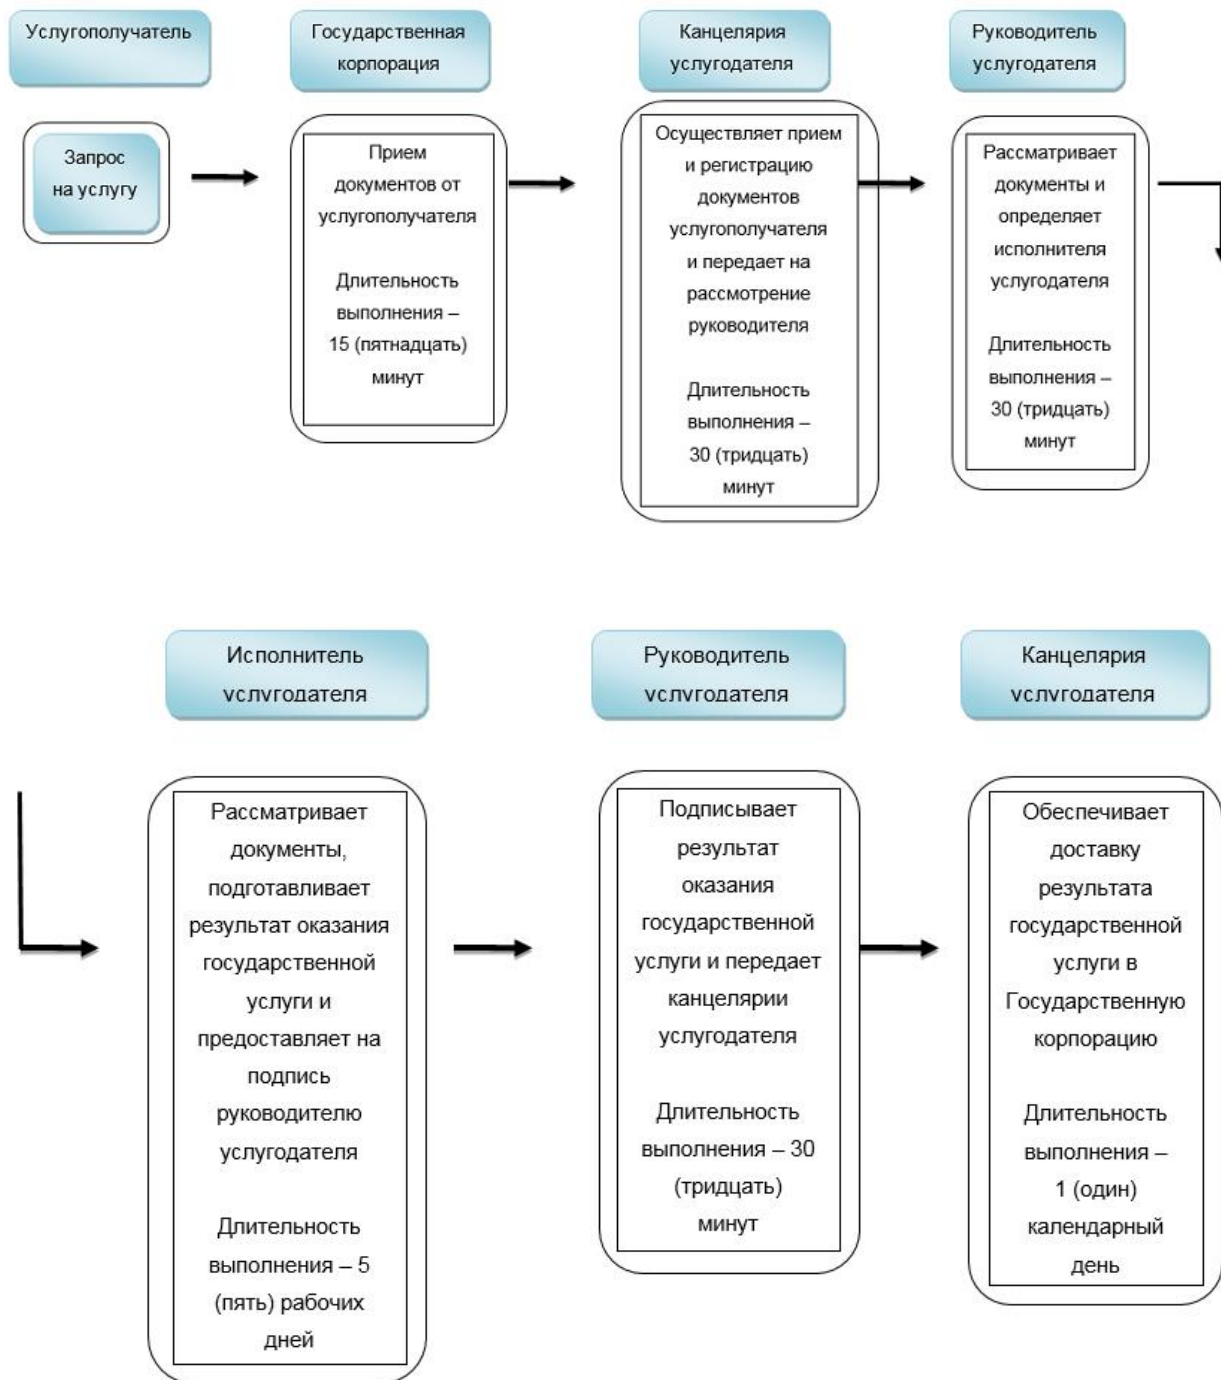 Услугополучатель
Государственная
корпорация
Канцелярия
услугодателя
Руководитель
услугодателя
Запрос
на услугу
Прием
документов от
услугополучателя
Длительность
выполнения –
15 (пятнадцать)
минут
Осуществляет прием
и регистрацию
документов
услугополучателя
и передает на
рассмотрение
руководителя
Длительность
выполнения –
30 (тридцать)
минут
Рассматривает
документы и
определяет
исполнителя
услугодателя
Длительность
выполнения –
30 (тридцать)
минут
Исполнитель
услугодателя
Руководитель
услугодателя
Канцелярия
услугодателя
Рассматривает
документы,
подготавливает
результат оказания
государственной
услуги и
предоставляет на
подпись
руководителю
услугодателя
Длительность
выполнения – 5
(пять) рабочих
дней
Подписывает
результат
оказания
государственной
услуги и передает
канцелярии
услугодателя
Длительность
выполнения – 30
(тридцать)
минут
Обеспечивает
доставку
результата
государственной
услуги в
Государственную
корпорацию
Длительность
выполнения –
1 (один)
календарный
день